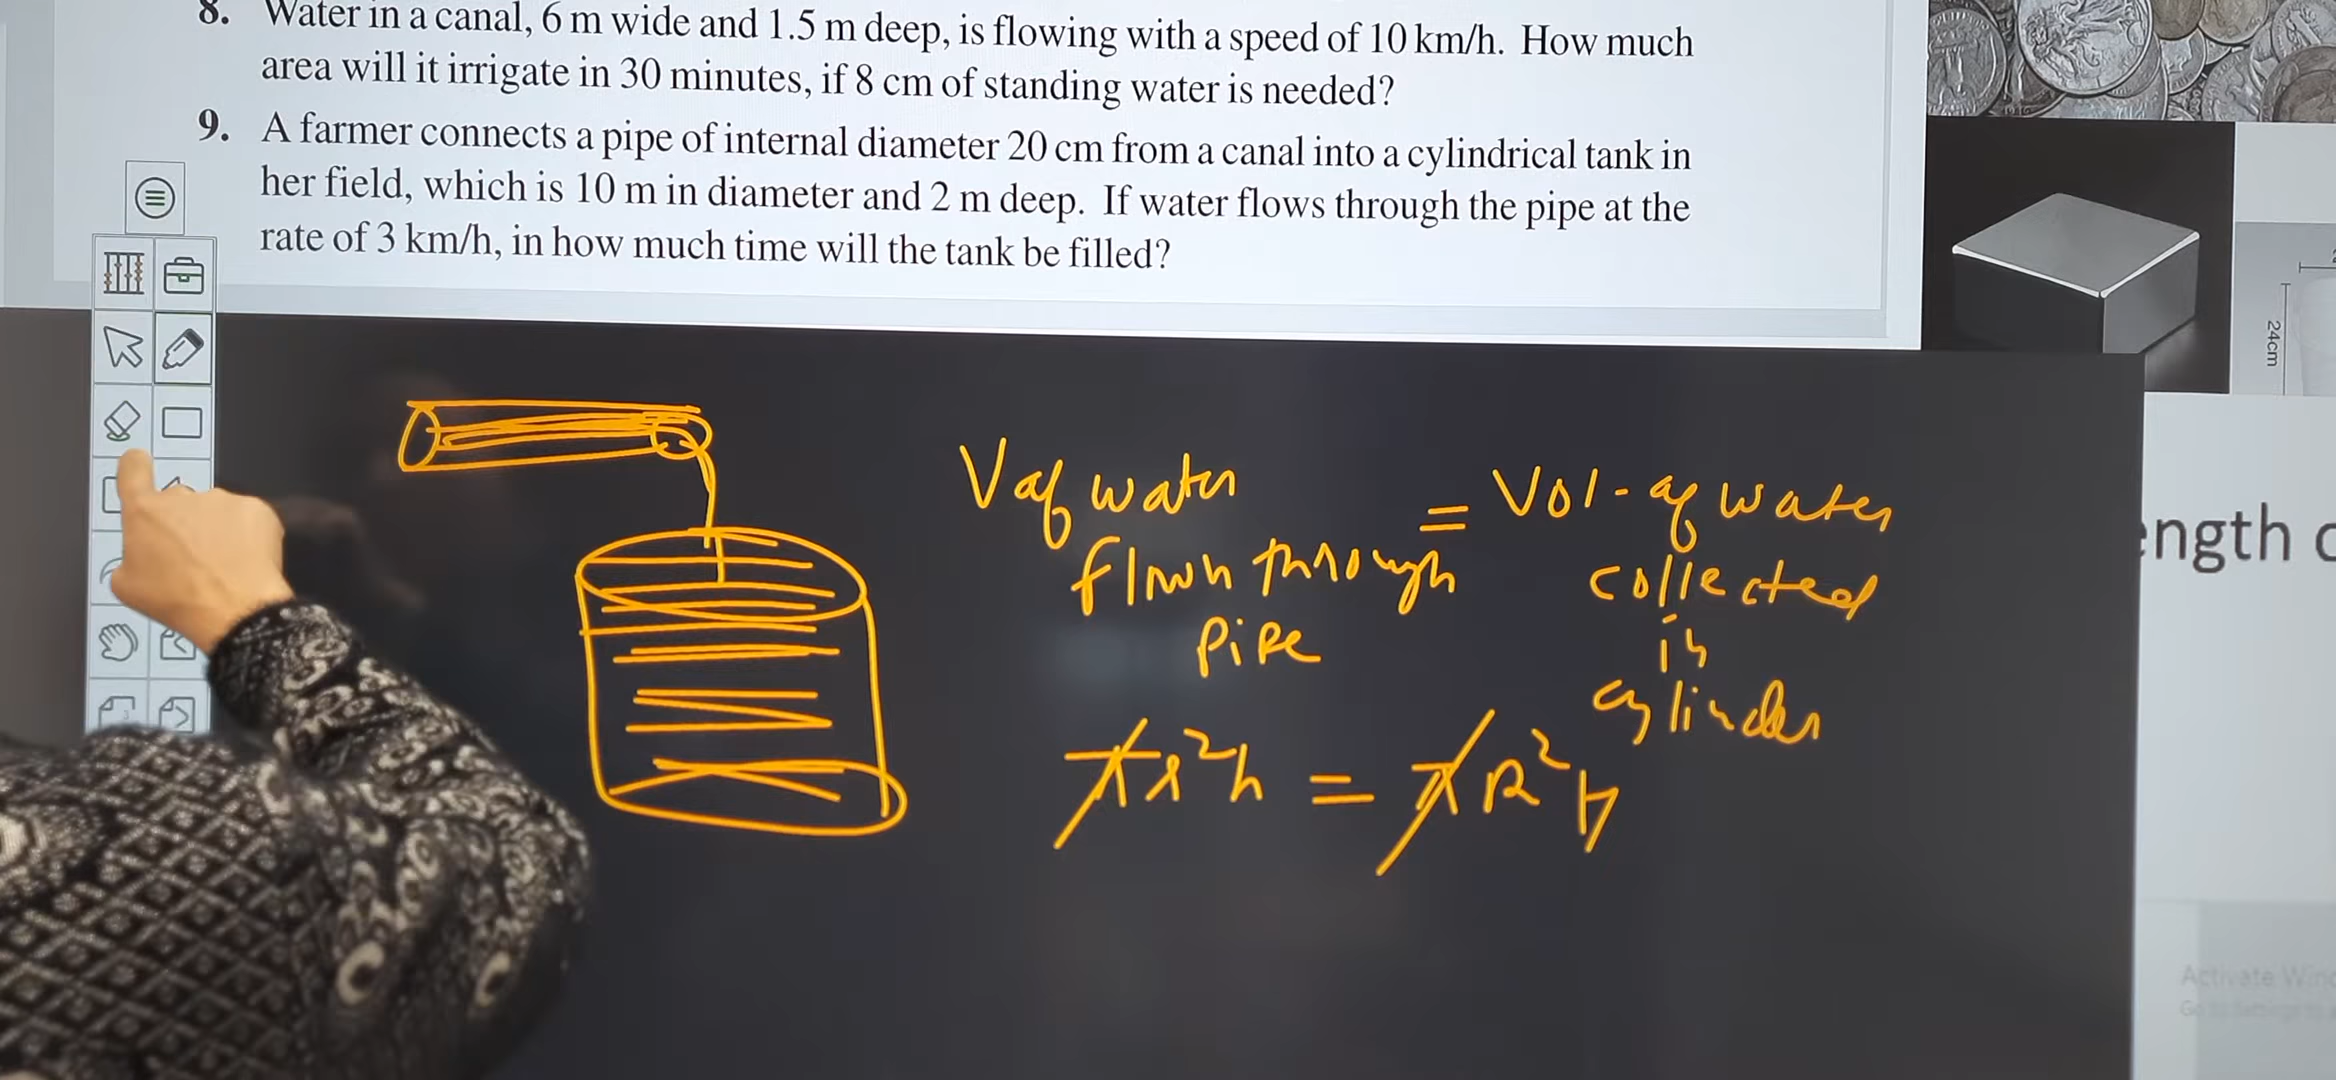 8. Water in a canal, 6 m wide and 1.5 m deep, is flowing with a speed of 10 km/h. How much
area will it irrigate in 30 minutes, if 8 cm of standing water is needed?
9. A farmer connects a pipe of internal diameter 20 cm from a canal into a cylindrical tank in
her field, which is 10 m in diameter and 2 m deep. If water flows through the pipe at the
rate of 3 km/h, in how much time will the tank be filled?
24cm
V of water
flown through
pipe
= Vol. of water
collected
in
cylinder
πr²h = πR²H
ngth
Activate Win